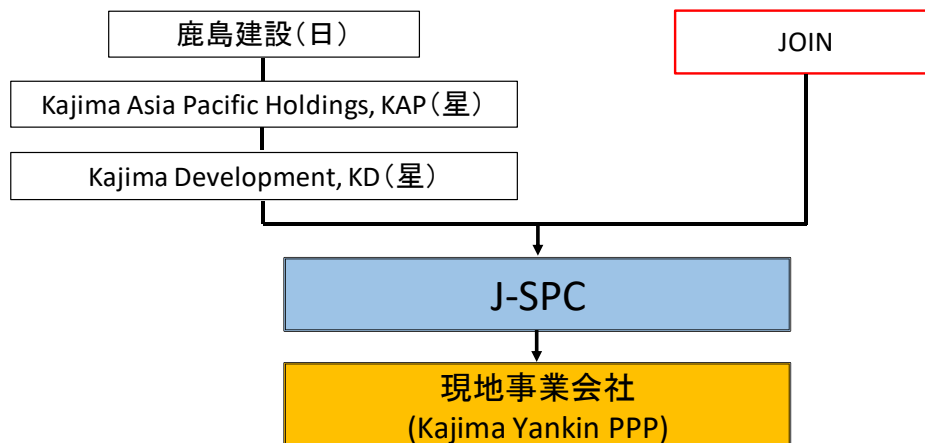 鹿島建設（日）
JOIN
Kajima Asia Pacific Holdings, KAP（星）
Kajima Development, KD（星）
J-SPC
現地事業会社
(Kajima Yankin PPP)